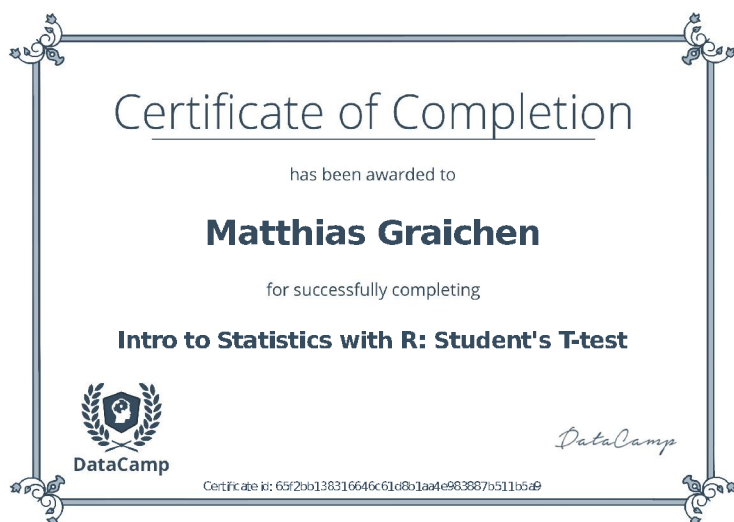 Certificate of Completion
has been awarded to
Matthias Graichen
for successfully completing
Intro to Statistics with R: Student's T-test
DataCamp
DataCamp
Certificate id: 65f2bb138316646c61d8b1aa4e983887b511b5a9